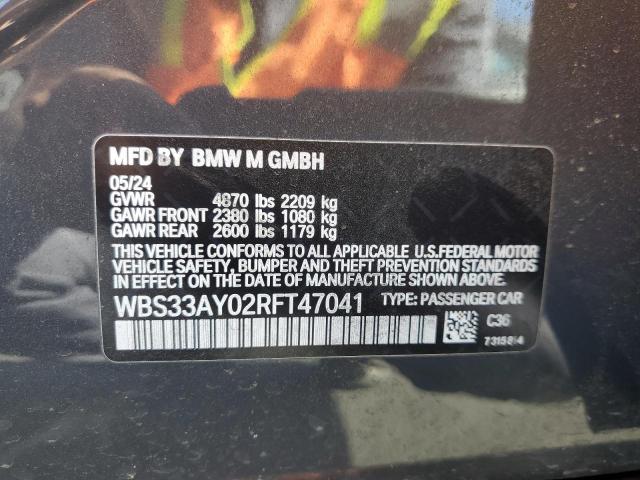 MFD BY BMW M GMBH
05/24
GVWR 4870 lbs 2209 kg
GAWR FRONT 2380 lbs 1080 kg
GAWR REAR 2600 lbs 1179 kg
THIS VEHICLE CONFORMS TO ALL APPLICABLE U.S.FEDERAL MOTOR
VEHICLE SAFETY, BUMPER AND THEFT PREVENTION STANDARDS
IN EFFECT ON THE DATE OF MANUFACTURE SHOWN ABOVE.
WBS33AY02RFT47041 TYPE: PASSENGER CAR
C36